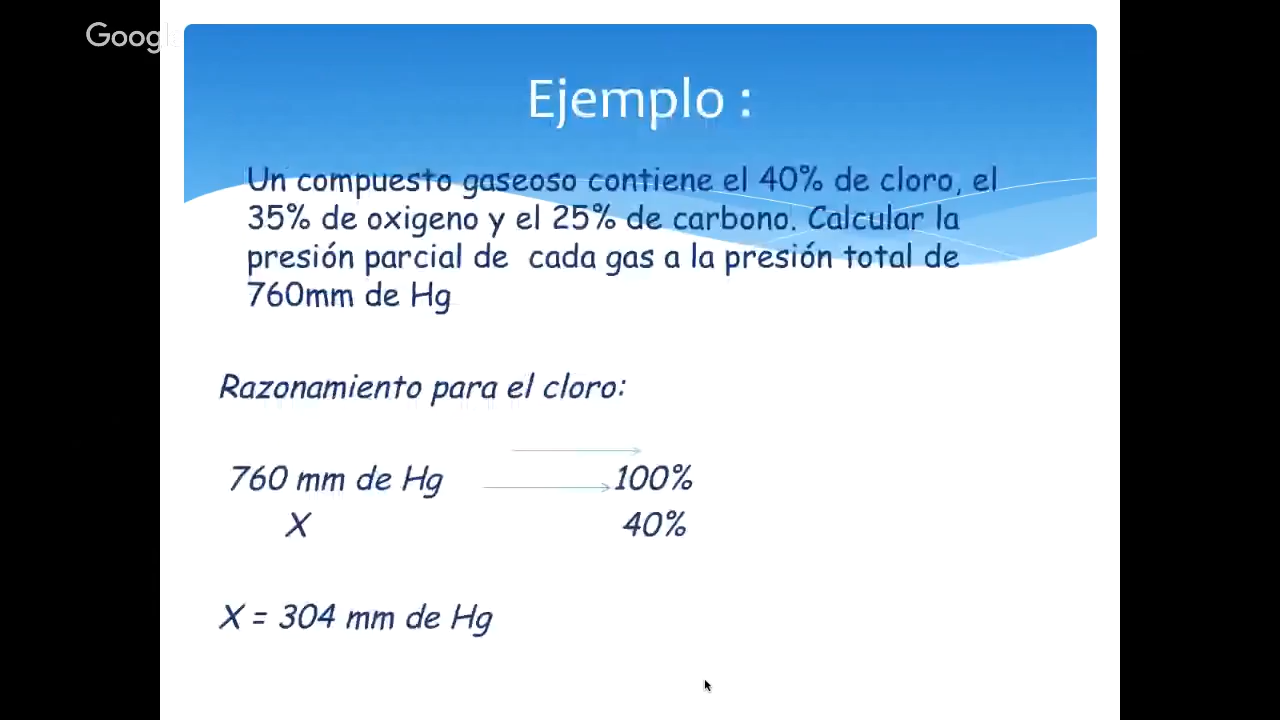 Google
Ejemplo :
Un compuesto gaseoso contiene el 40% de cloro, el
35% de oxigeno y el 25% de carbono. Calcular la
presión parcial de cada gas a la presión total de
760mm de Hg
Razonamiento para el cloro:
760 mm de Hg 100%
X 40%
X = 304 mm de Hg